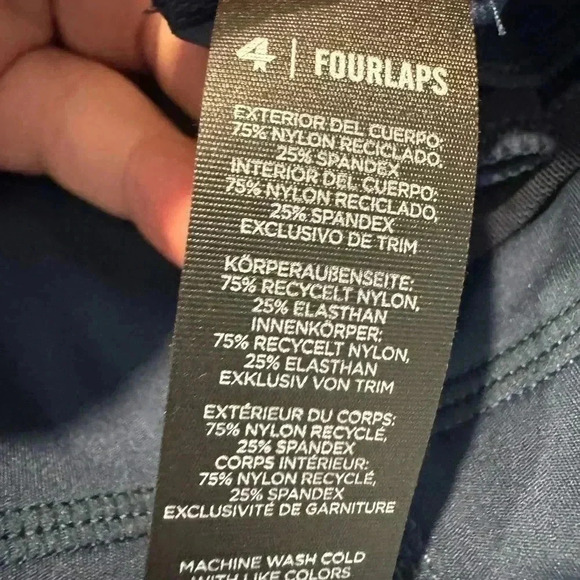 4 | FOURLAPS
EXTERIOR DEL CUERPO:
75% NYLON RECICLADO,
25% SPANDEX
INTERIOR DEL CUERPO:
75% NYLON RECICLADO,
25% SPANDEX
EXCLUSIVO DE TRIM
KÖRPERAUßENSEITE:
75% RECYCELT NYLON,
25% ELASTHAN
INNENKÖRPER:
75% RECYCELT NYLON,
25% ELASTHAN
EXKLUSIV VON TRIM
EXTÉRIEUR DU CORPS:
75% NYLON RECYCLÉ,
25% SPANDEX
CORPS INTÉRIEUR:
75% NYLON RECYCLÉ,
25% SPANDEX
EXCLUSIVITÉ DE GARNITURE
MACHINE WASH COLD
WITH LIKE COLORS